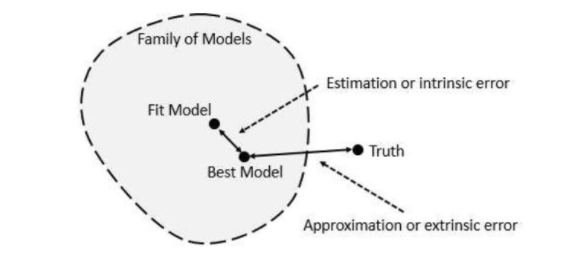 Family of Models
Estimation or intrinsic error
Fit Model
Truth
Best Model
Approximation or extrinsic error